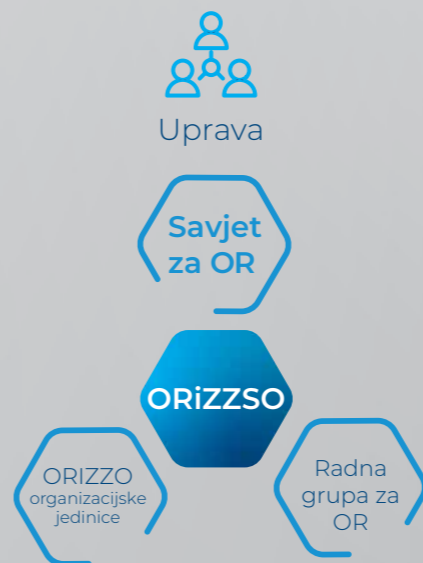 Uprava
Savjet
za OR
ORiZZSO
ORIZZO
organizacijske
jedinice
Radna
grupa za
OR